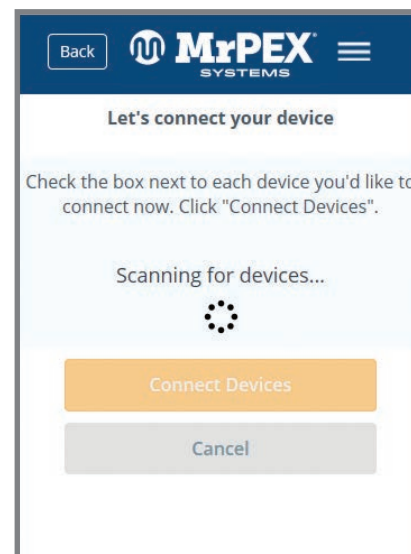 Back
MrPEX
SYSTEMS
Let's connect your device
Check the box next to each device you'd like to
connect now. Click "Connect Devices".
Scanning for devices...
Connect Devices
Cancel